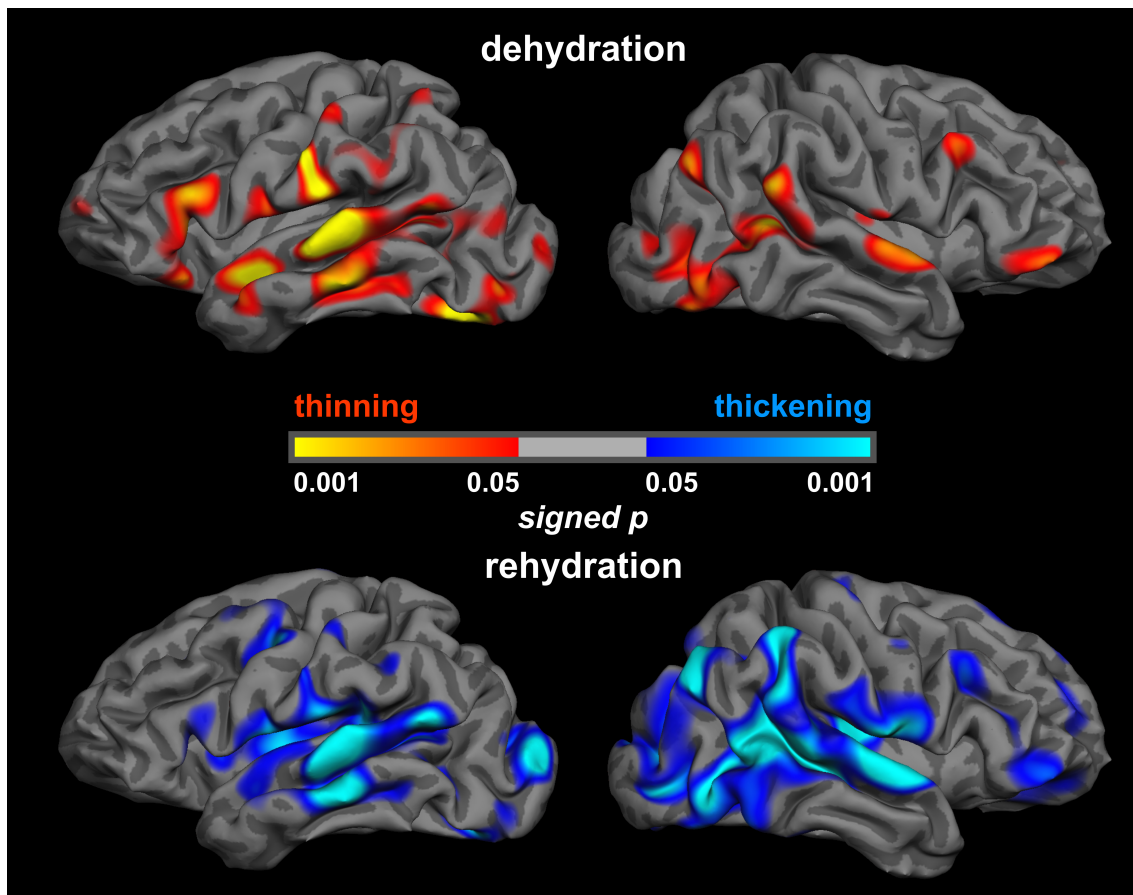 dehydration
thinning thickening
0.001 0.05 0.05 0.001
signed p
rehydration